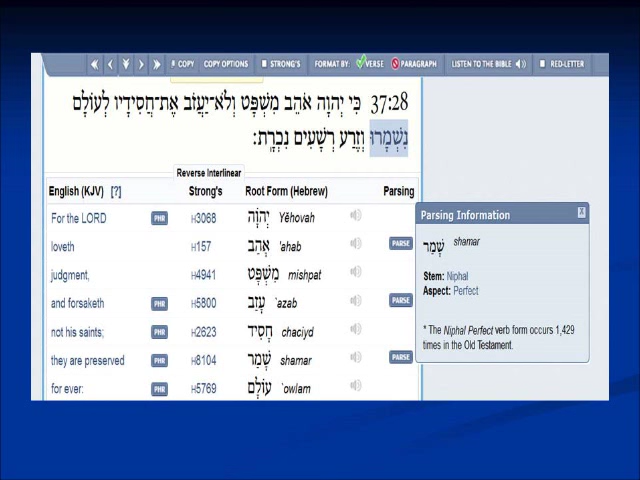 COPY COPY OPTIONS STRONG'S FORMAT BY: VERSE PARAGRAPH LISTEN TO THE BIBLE RED-LETTER
37:28 כִּי יְהוָה אֹהֵב מִשְׁפָּט וְלֹא־יַעֲזֹב אֶת־חֲסִידָיו לְעוֹלָם
נִשְׁמָרוּ וְזֶרַע רְשָׁעִים נִכְרָת׃
Reverse Interlinear
English (KJV) [?] Strong's Root Form (Hebrew) Parsing
For the LORD PHR H3068 יְהֹוָה Yĕhovah
loveth H157 אָהַב 'ahab PARSE
judgment, H4941 מִשְׁפָּט mishpat
and forsaketh PHR H5800 עָזַב `azab PARSE
not his saints; PHR H2623 חָסִיד chaciyd
they are preserved PHR H8104 שָׁמַר shamar PARSE
for ever: PHR H5769 עוֹלָם `owlam
Parsing Information X
שָׁמַר shamar
Stem: Niphal
Aspect: Perfect
* The Niphal Perfect verb form occurs 1,429
times in the Old Testament.